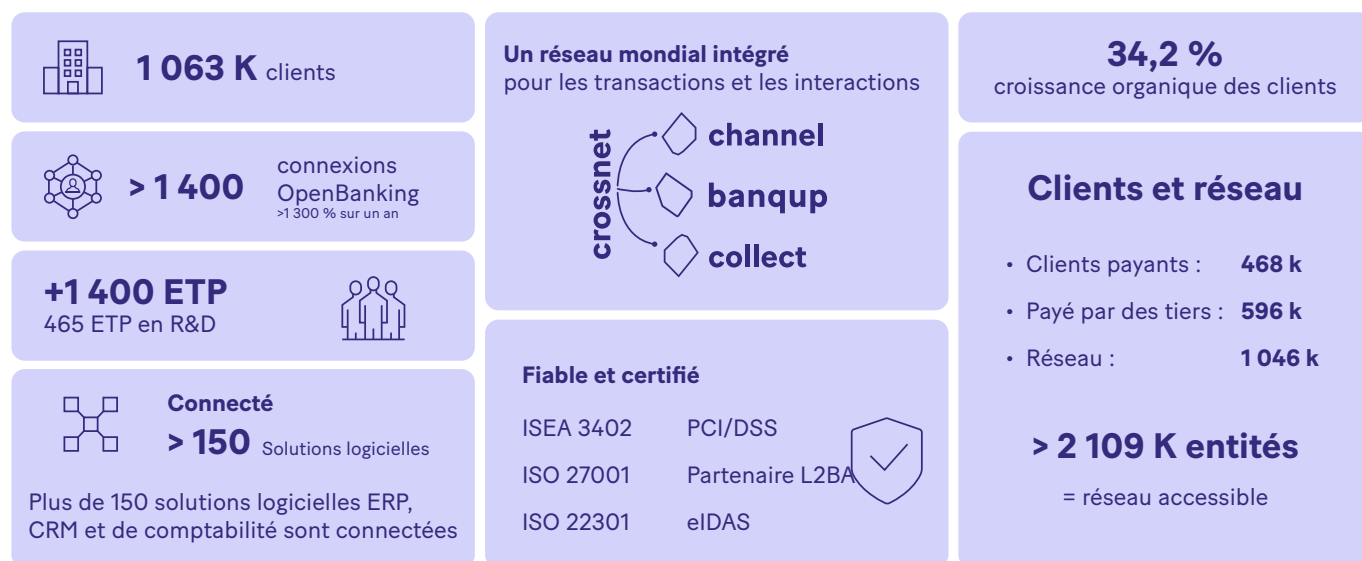 1 063 K clients
> 1 400
connexions
OpenBanking
>1 300 % sur un an
+1 400 ETP
465 ETP en R&D
Connecté
> 150 Solutions logicielles
Plus de 150 solutions logicielles ERP,
CRM et de comptabilité sont connectées
Un réseau mondial intégré
pour les transactions et les interactions
crossnet
channel
banqup
collect
Fiable et certifié
ISEA 3402 PCI/DSS
ISO 27001 Partenaire L2BA
ISO 22301 eIDAS
34,2 %
croissance organique des clients
Clients et réseau
• Clients payants : 468 k
• Payé par des tiers : 596 k
• Réseau : 1 046 k
> 2 109 K entités
= réseau accessible